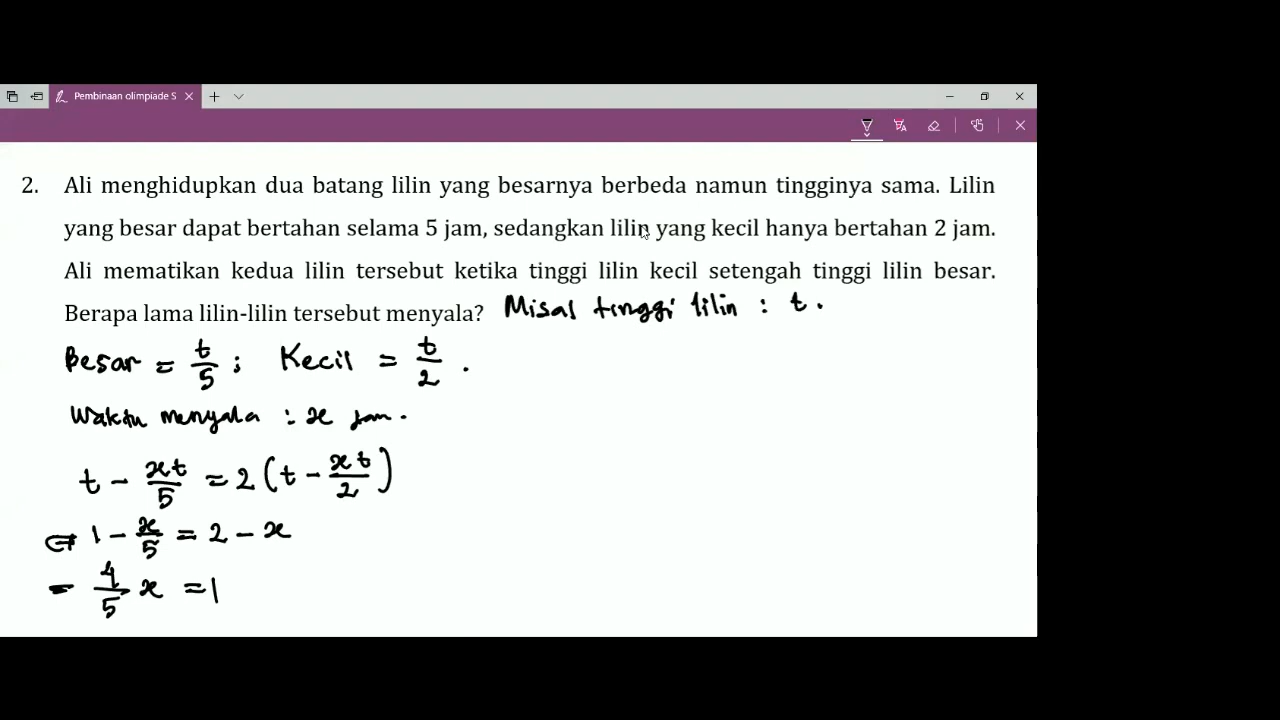 Pembinaan olimpiade S
2. Ali menghidupkan dua batang lilin yang besarnya berbeda namun tingginya sama. Lilin
yang besar dapat bertahan selama 5 jam, sedangkan lilin yang kecil hanya bertahan 2 jam.
Ali mematikan kedua lilin tersebut ketika tinggi lilin kecil setengah tinggi lilin besar.
Berapa lama lilin-lilin tersebut menyala? Misal tinggi lilin : t.
Besar = t/5 ; Kecil = t/2 .
Waktu menyala : x jam.
t - xt/5 = 2 (t - xt/2)
⇔ 1 - x/5 = 2 - x
= 4/5 x = 1